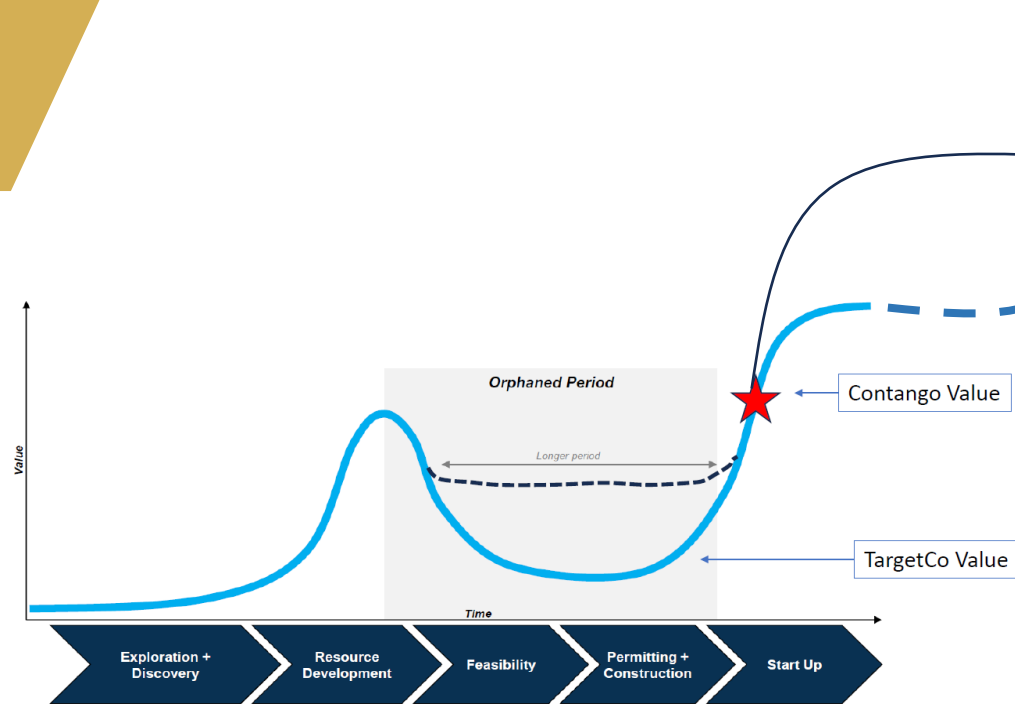 Orphaned Period
Contango Value
Longer period
Value
TargetCo Value
Time
Exploration +
Discovery
Resource
Development
Feasibility
Permitting +
Construction
Start Up